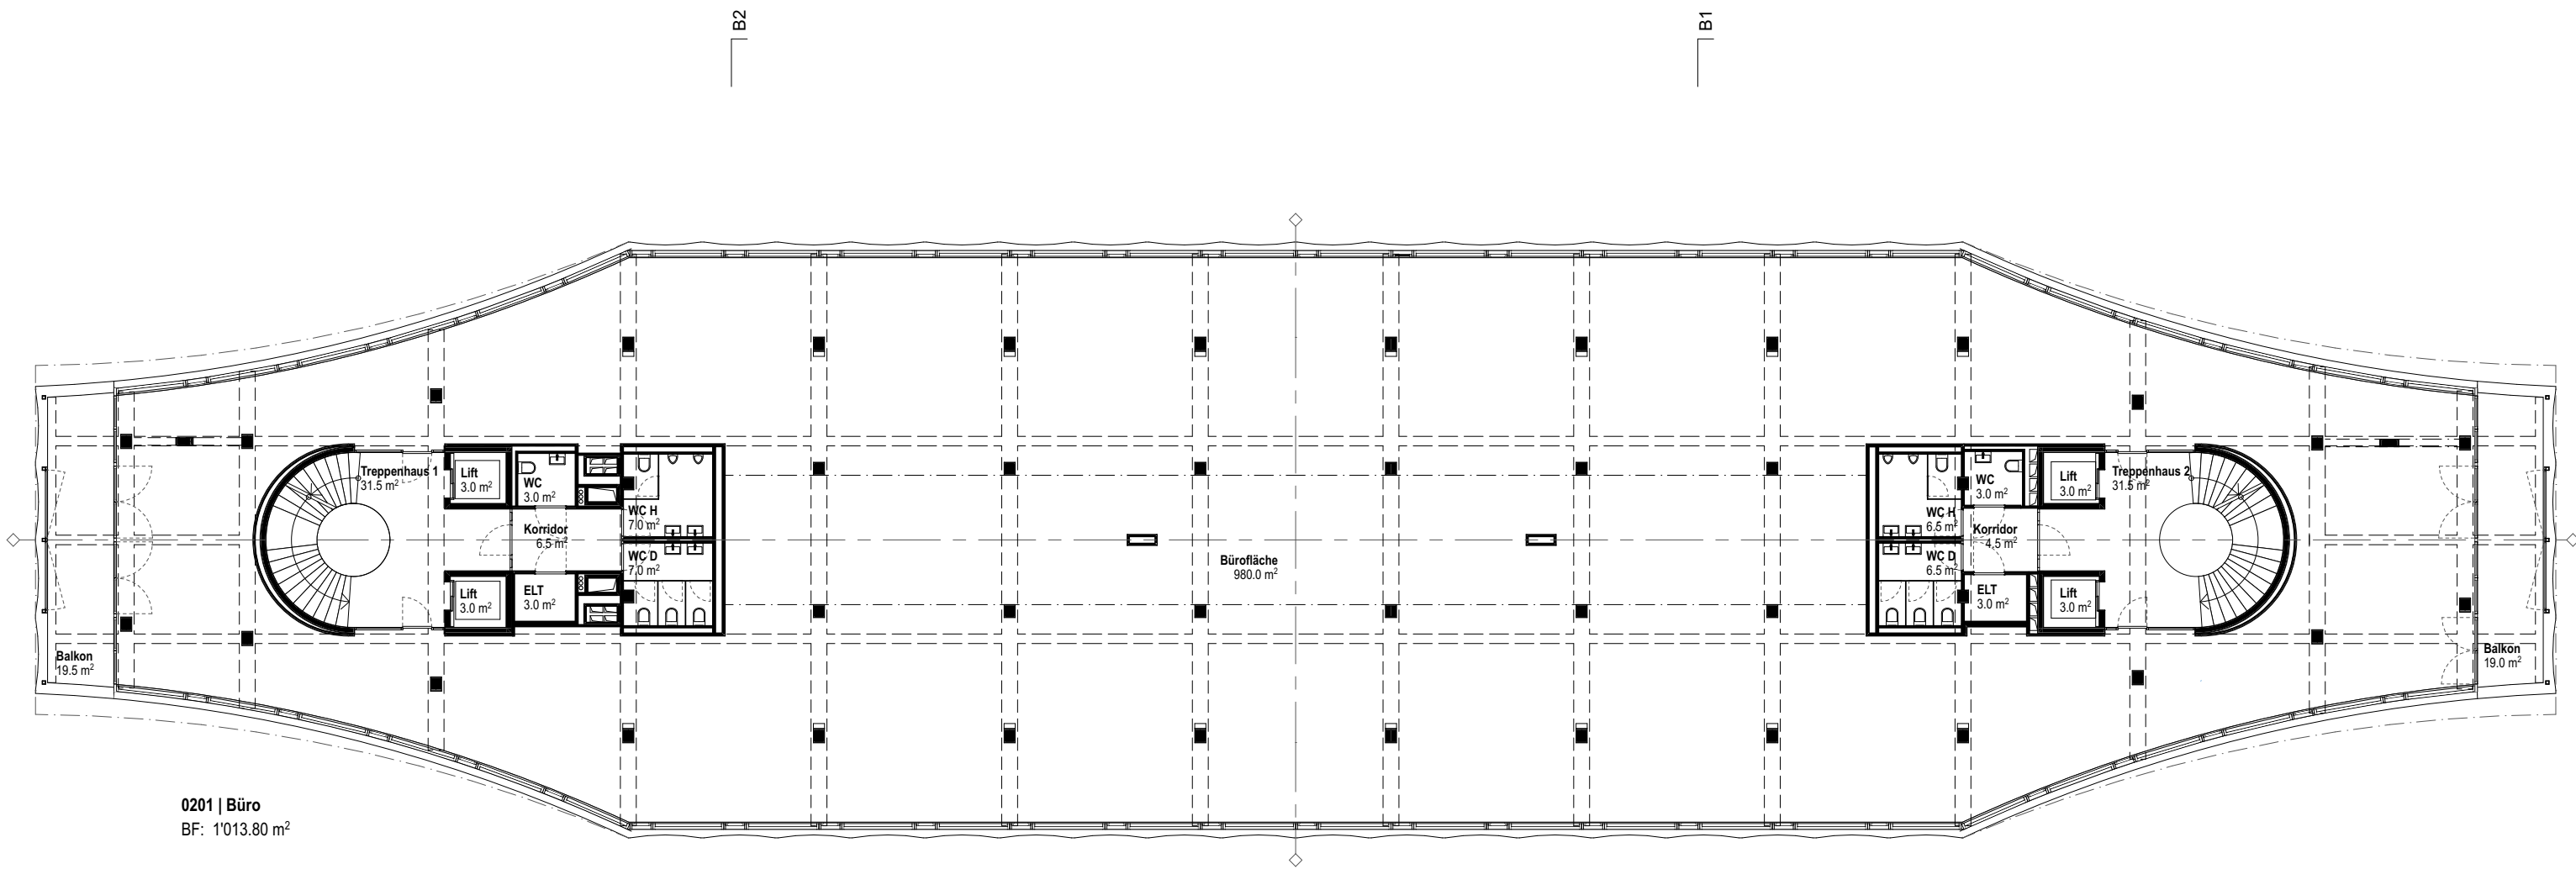 B2
B1
Treppenhaus 1
31.5 m²
Lift
3.0 m²
WC
3.0 m²
WC H
7.0 m²
Korridor
6.5 m²
WC D
7.0 m²
Lift
3.0 m²
ELT
3.0 m²
Balkon
19.5 m²
Bürofläche
980.0 m²
WC
3.0 m²
Lift
3.0 m²
Treppenhaus 2
31.5 m²
WC H
6.5 m²
Korridor
4.5 m²
WC D
6.5 m²
ELT
3.0 m²
Lift
3.0 m²
Balkon
19.0 m²
0201 | Büro
BF: 1'013.80 m²